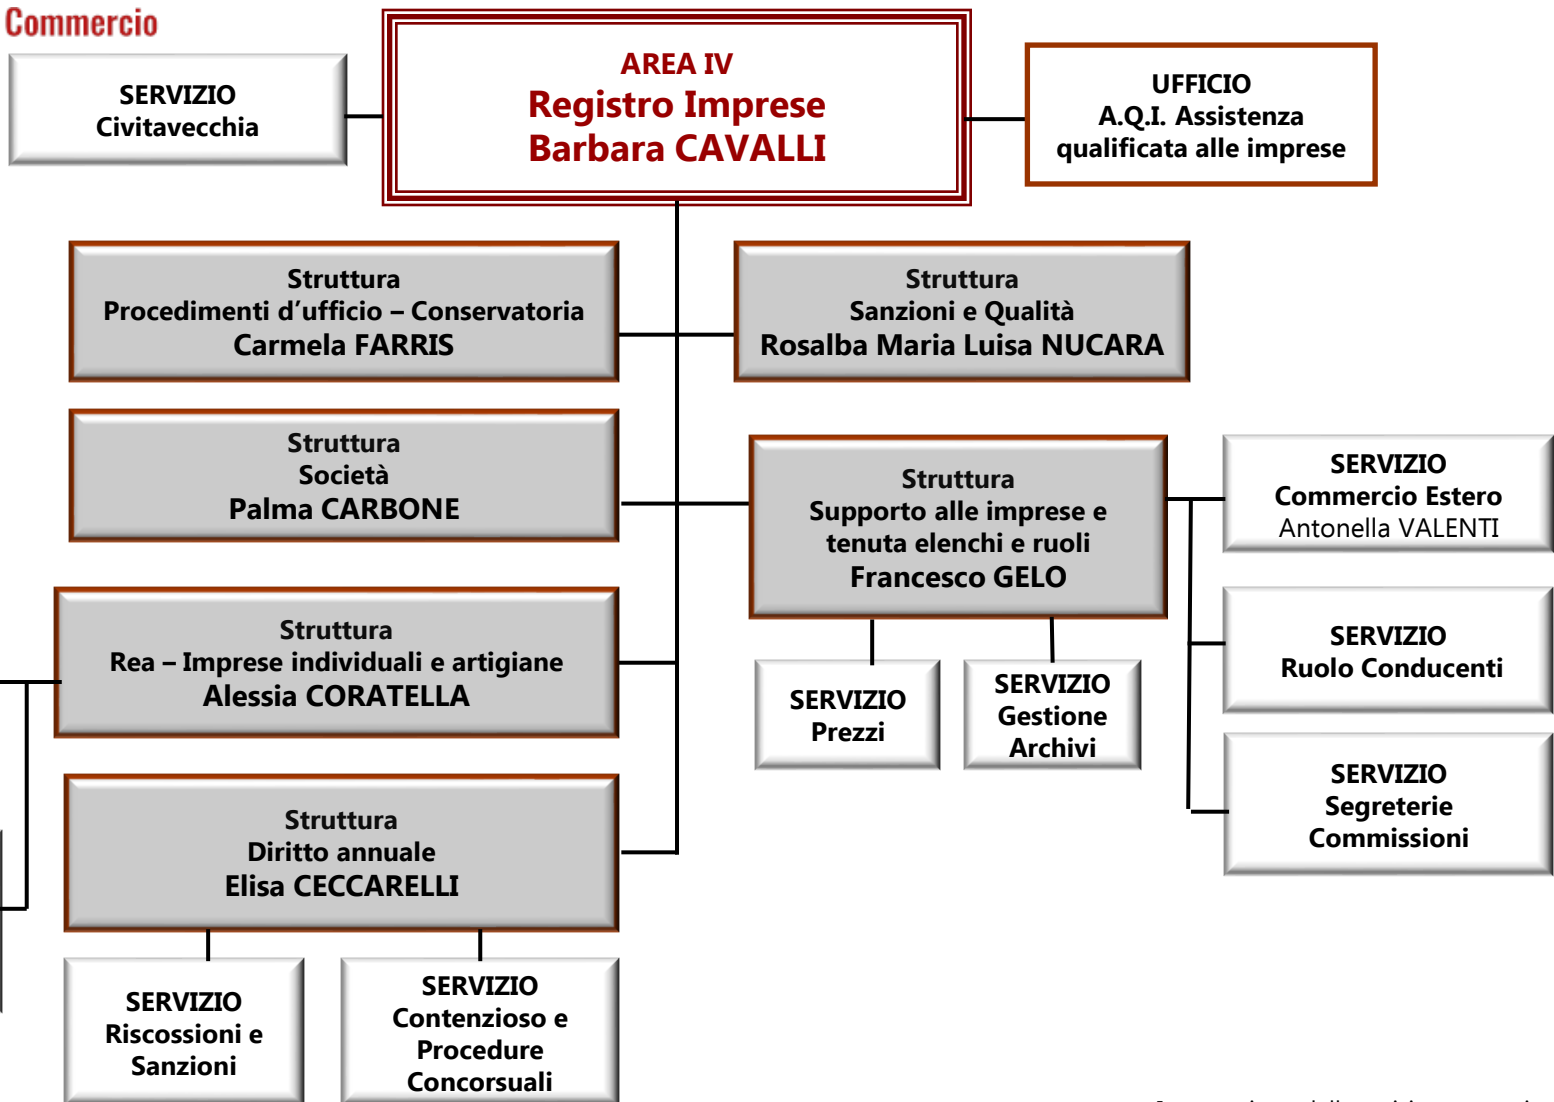 Commercio
SERVIZIO
Civitavecchia
AREA IV
Registro Imprese
Barbara CAVALLI
UFFICIO
A.Q.I. Assistenza
qualificata alle imprese
Struttura
Procedimenti d’ufficio – Conservatoria
Carmela FARRIS
Struttura
Sanzioni e Qualità
Rosalba Maria Luisa NUCARA
Struttura
Società
Palma CARBONE
Struttura
Supporto alle imprese e
tenuta elenchi e ruoli
Francesco GELO
SERVIZIO
Commercio Estero
Antonella VALENTI
Struttura
Rea – Imprese individuali e artigiane
Alessia CORATELLA
SERVIZIO
Prezzi
SERVIZIO
Gestione
Archivi
SERVIZIO
Ruolo Conducenti
SERVIZIO
Segreterie
Commissioni
Struttura
Diritto annuale
Elisa CECCARELLI
SERVIZIO
Riscossioni e
Sanzioni
SERVIZIO
Contenzioso e
Procedure
Concorsuali